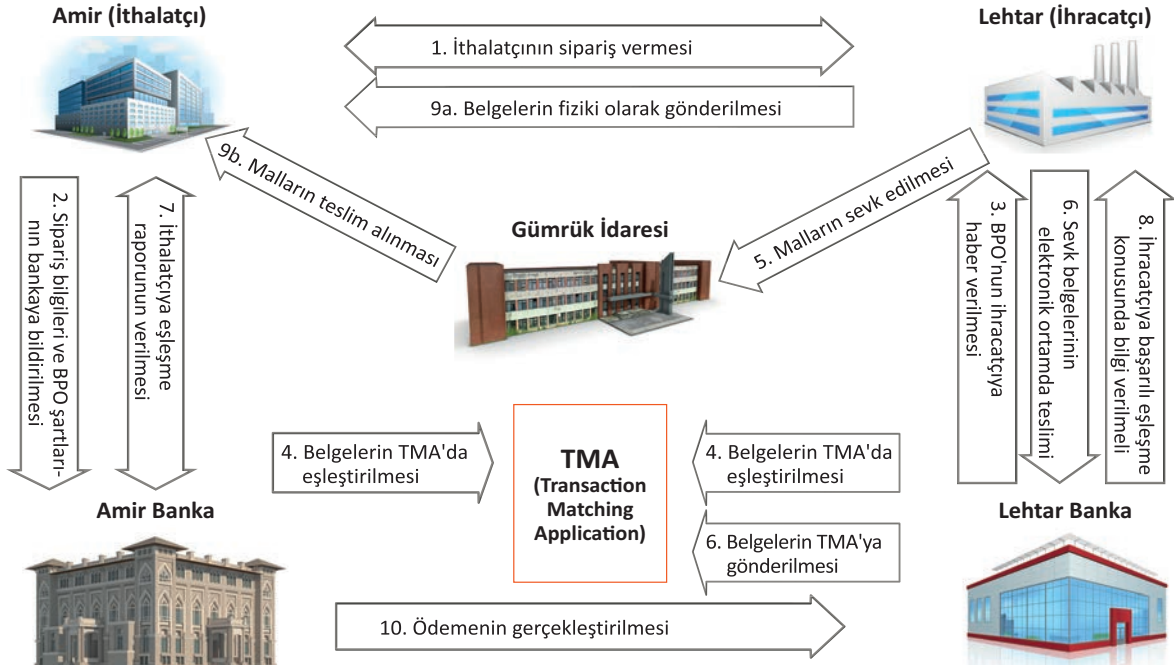 Amir (İthalatçı)
Lehtar (İhracatçı)
1. İthalatçının sipariş vermesi
9a. Belgelerin fiziki olarak gönderilmesi
9b. Malların teslim alınması
5. Malların sevk edilmesi
Gümrük İdaresi
2. Sipariş bilgileri ve BPO şartları-
nın bankaya bildirilmesi
7. İthalatçıya eşleşme
raporunun verilmesi
3. BPO'nun ihracatçıya
haber verilmesi
6. Sevk belgelerinin
elektronik ortamda teslimi
8. İhracatçıya başarılı eşleşme
konusunda bilgi verilmeli
4. Belgelerin TMA'da
eşleştirilmesi
TMA
(Transaction
Matching
Application)
4. Belgelerin TMA'da
eşleştirilmesi
6. Belgelerin TMA'ya
gönderilmesi
Amir Banka
Lehtar Banka
10. Ödemenin gerçekleştirilmesi